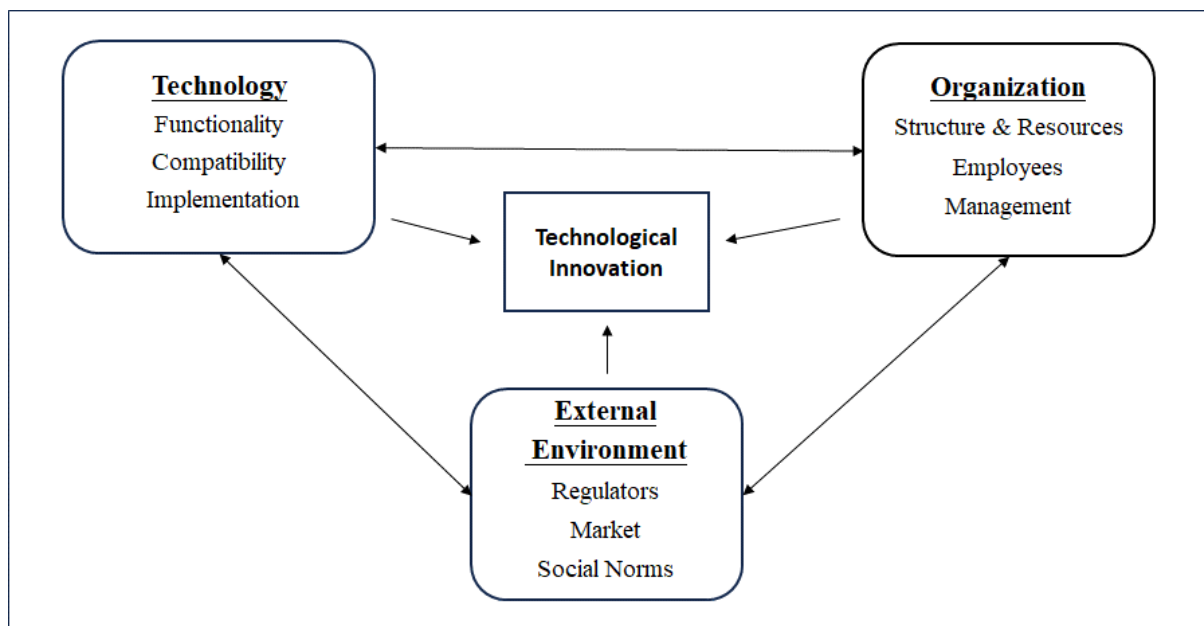 Technology
Functionality
Compatibility
Implementation
Organization
Structure & Resources
Employees
Management
Technological
Innovation
External
Environment
Regulators
Market
Social Norms